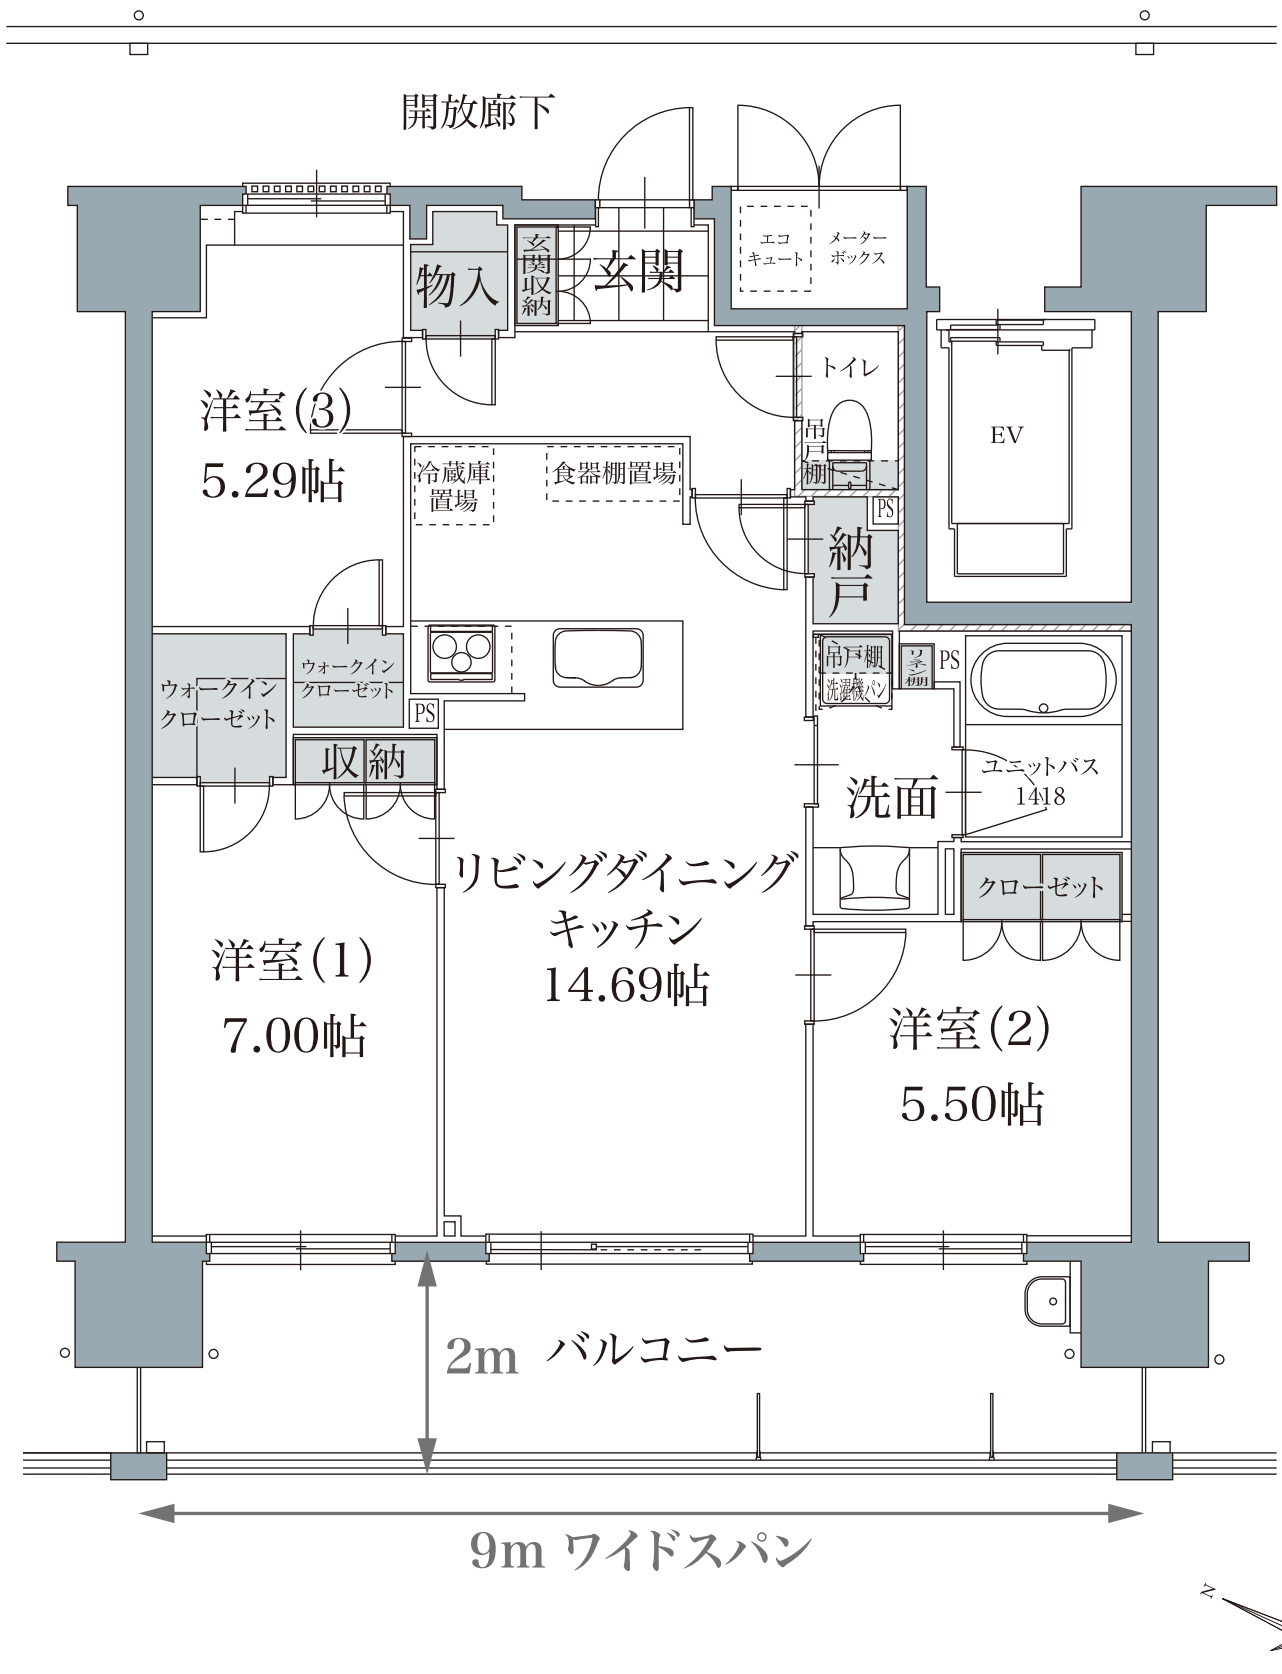 開放廊下
エコ
キュート
メーター
ボックス
物入
玄関収納
玄関
トイレ
吊戸棚
EV
洋室(3)
5.29帖
冷蔵庫
置場
食器棚置場
PS
納戸
ウォークイン
クローゼット
ウォークイン
クローゼット
PS
収納
吊戸棚
洗濯機パン
リネン棚
PS
洗面
ユニットバス
1418
クローゼット
リビングダイニング
キッチン
14.69帖
洋室(1)
7.00帖
洋室(2)
5.50帖
2m
バルコニー
9m ワイドスパン
N